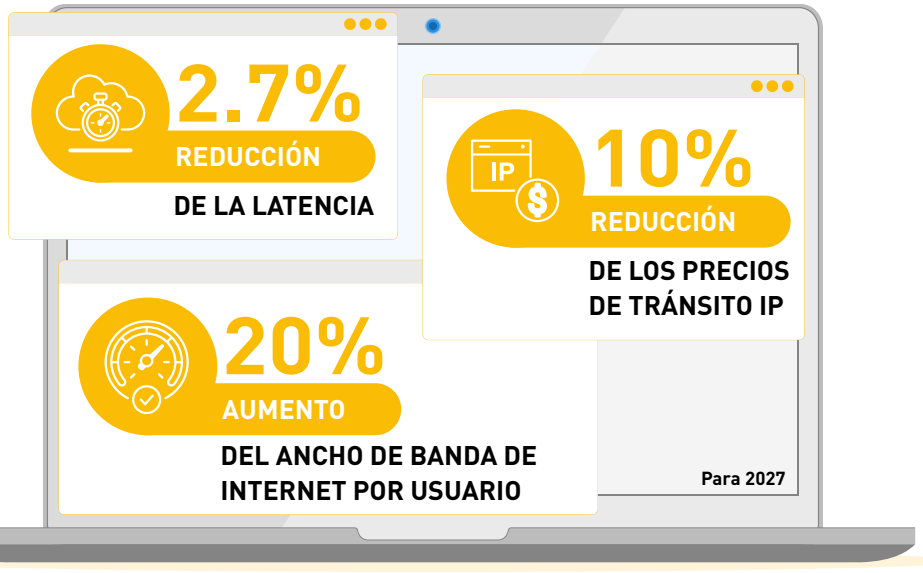 2.7%
REDUCCIÓN
DE LA LATENCIA
IP
$
10%
REDUCCIÓN
DE LOS PRECIOS
DE TRÁNSITO IP
20%
AUMENTO
DEL ANCHO DE BANDA DE
INTERNET POR USUARIO
Para 2027